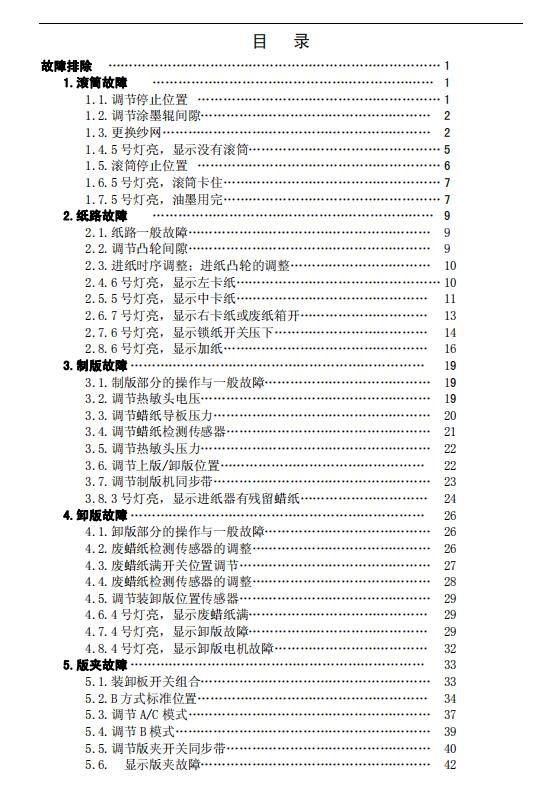 目 录
故障排除 ………………………………………………………………………… 1
1.滚筒故障 ……………………………………………………………… 1
1.1.调节停止位置 …………………………………………………… 1
1.2.调节涂墨辊间隙………………………………………………… 2
1.3.更换纱网………………………………………………………… 2
1.4.5号灯亮，显示没有滚筒……………………………………… 5
1.5.滚筒停止位置 …………………………………………………… 6
1.6.5号灯亮，滚筒卡住…………………………………………… 7
1.7.5号灯亮，油墨用完…………………………………………… 7
2.纸路故障 ……………………………………………………………… 9
2.1.纸路一般故障…………………………………………………… 9
2.2.调节凸轮间隙…………………………………………………… 9
2.3.进纸时序调整；进纸凸轮的调整…………………………… 10
2.4.6号灯亮，显示左卡纸………………………………………… 10
2.5.5号灯亮，显示中卡纸………………………………………… 11
2.6.7号灯亮，显示右卡纸或废纸箱开…………………………… 13
2.7.6号灯亮，显示锁纸开关压下………………………………… 14
2.8.6号灯亮，显示加纸…………………………………………… 16
3.制版故障 ……………………………………………………………… 19
3.1.制版部分的操作与一般故障…………………………………… 19
3.2.调节热敏头电压………………………………………………… 19
3.3.调节蜡纸导板压力……………………………………………… 20
3.4.调节蜡纸检测传感器…………………………………………… 21
3.5.调节热敏头压力………………………………………………… 22
3.6.调节上版/卸版位置…………………………………………… 22
3.7.调节制版机同步带……………………………………………… 23
3.8.3号灯亮，显示进纸器有残留蜡纸…………………………… 24
4.卸版故障 ……………………………………………………………… 26
4.1.卸版部分的操作与一般故障…………………………………… 26
4.2.废蜡纸检测传感器的调整……………………………………… 26
4.3.废蜡纸满开关位置调节………………………………………… 27
4.4.废蜡纸检测传感器的调整……………………………………… 28
4.5.调节装卸版位置传感器………………………………………… 29
4.6.4号灯亮，显示废蜡纸满……………………………………… 29
4.7.4号灯亮，显示卸版故障……………………………………… 29
4.8.4号灯亮，显示卸版电机故障………………………………… 32
5.版夹故障 ……………………………………………………………… 33
5.1.装卸板开关组合………………………………………………… 33
5.2.B方式标准位置………………………………………………… 34
5.3.调节A/C模式…………………………………………………… 37
5.4.调节B模式……………………………………………………… 39
5.5.调节版夹开关同步带…………………………………………… 40
5.6. 显示版夹故障………………………………………………… 42